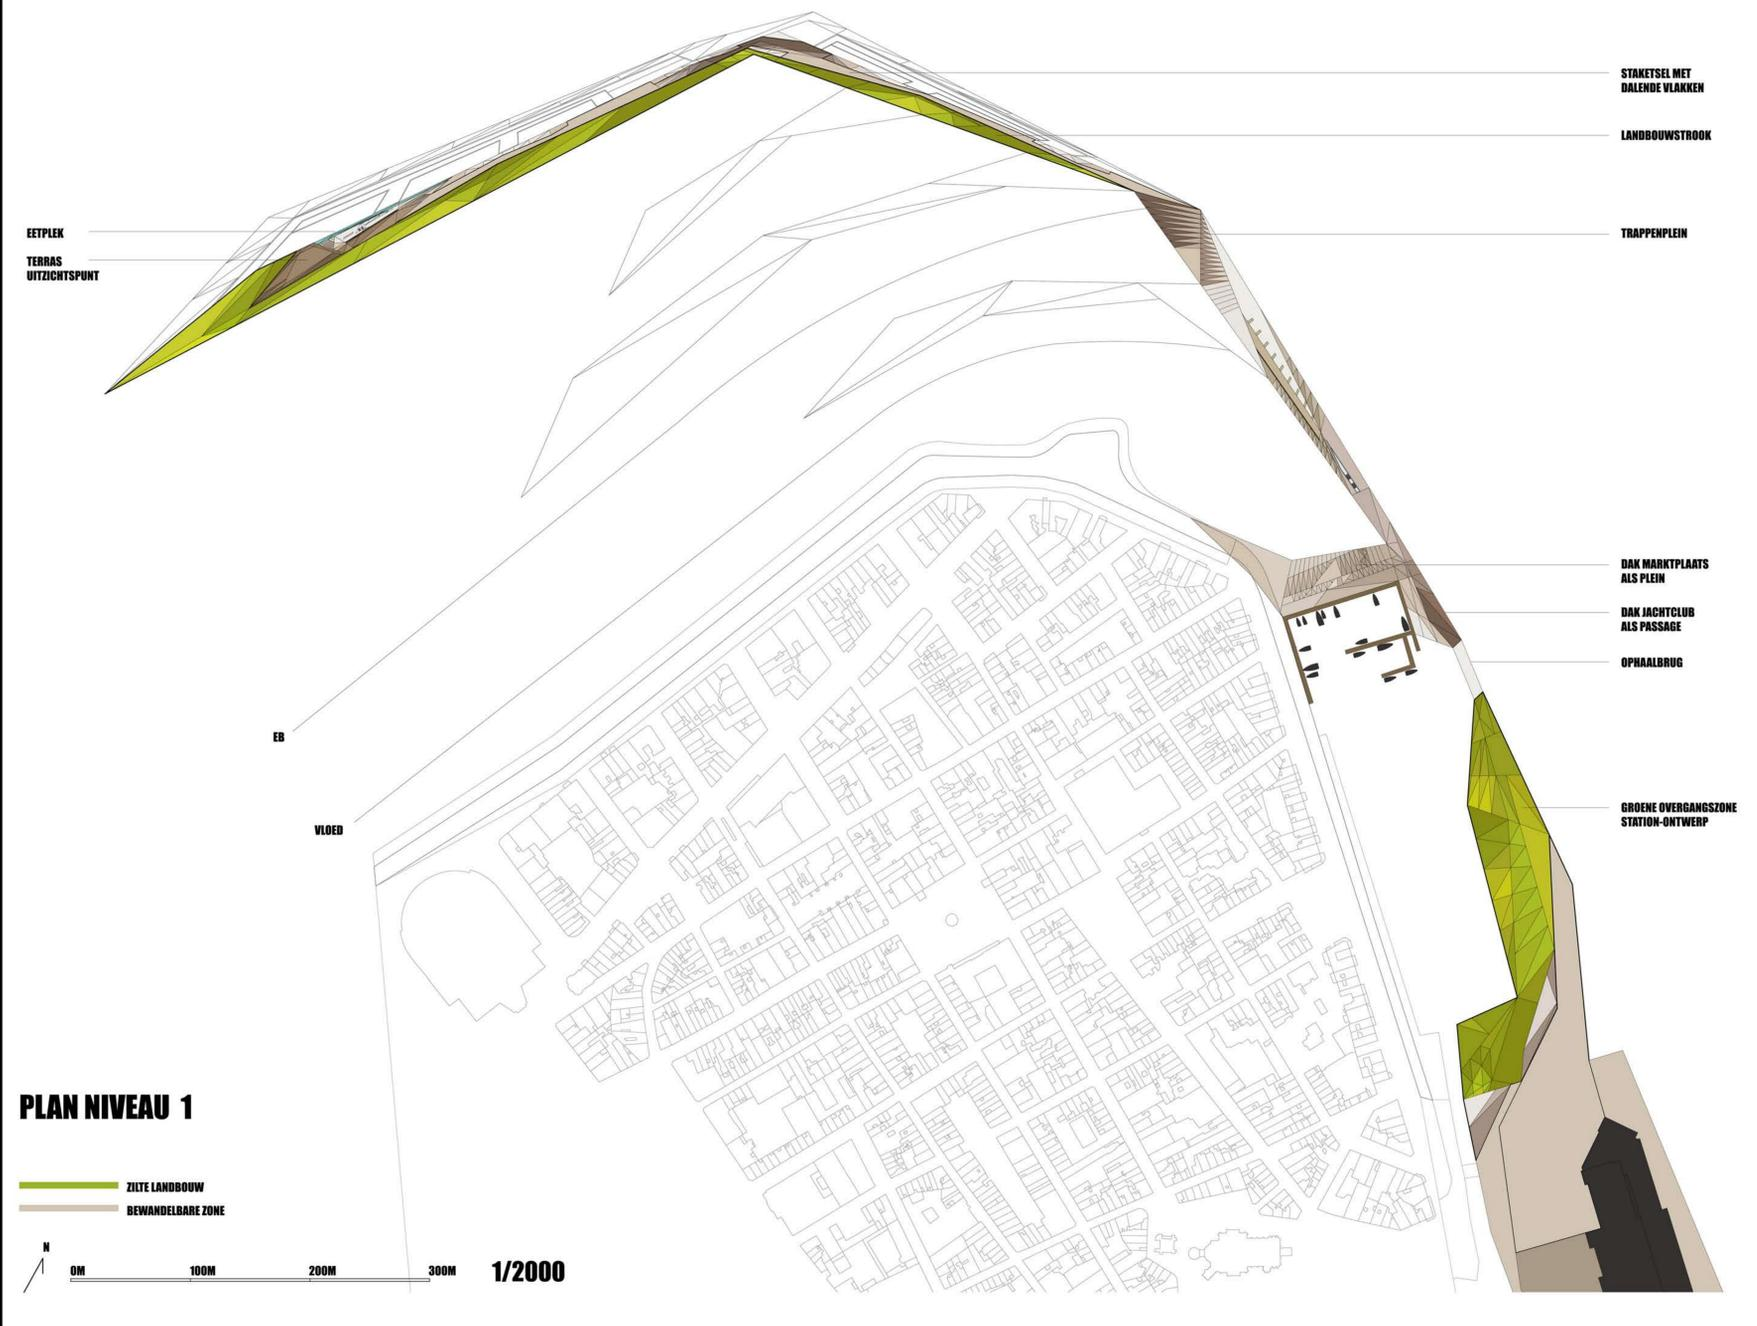 STAKETSEL MET
DALENDE VLAKKEN
LANDBOUWSTROOK
EETPLEK
TERRAS
UITZICHTSPUNT
TRAPPENPLEIN
DAK MARKTPLAATS
ALS PLEIN
DAK JACHTCLUB
ALS PASSAGE
OPHAALBRUG
EB
VLOED
GROENE OVERGANGSZONE
STATION-ONTWERP
PLAN NIVEAU 1
ZILTE LANDBOUW
BEWANDELBARE ZONE
N
0M 100M 200M 300M
1/2000